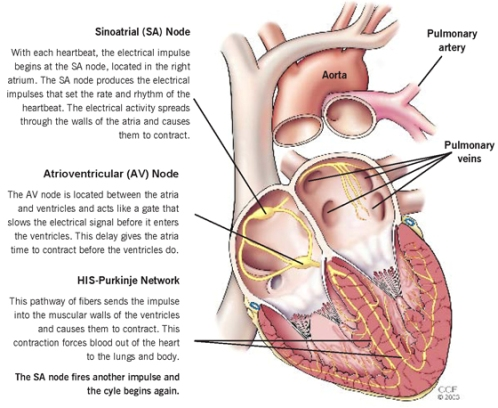 Sinoatrial (SA) Node
With each heartbeat, the electrical impulse
begins at the SA node, located in the right
atrium. The SA node produces the electrical
impulses that set the rate and rhythm of the
heartbeat. The electrical activity spreads
through the walls of the atria and causes
them to contract.
Atrioventricular (AV) Node
The AV node is located between the atria
and ventricles and acts like a gate that
slows the electrical signal before it enters
the ventricles. This delay gives the atria
time to contract before the ventricles do.
HIS-Purkinje Network
This pathway of fibers sends the impulse
into the muscular walls of the ventricles
and causes them to contract. This
contraction forces blood out of the heart
to the lungs and body.
The SA node fires another impulse and
the cyle begins again.
Aorta
Pulmonary
artery
Pulmonary
veins
CCF
© 2003